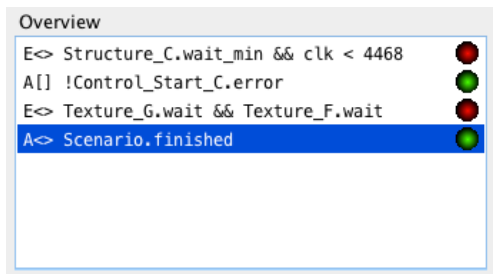 Overview
E<> Structure_C.wait_min && clk < 4468
A[] !Control_Start_C.error
E<> Texture_G.wait && Texture_F.wait
A<> Scenario.finished